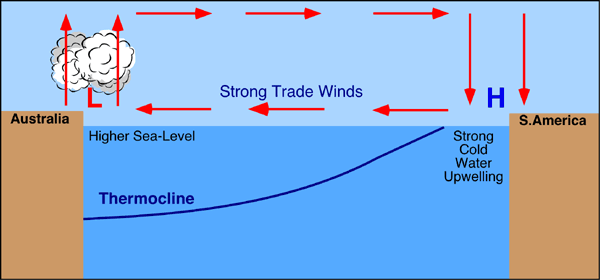 Strong Trade Winds
L
H
Australia
S.America
Higher Sea-Level
Strong
Cold
Water
Upwelling
Thermocline